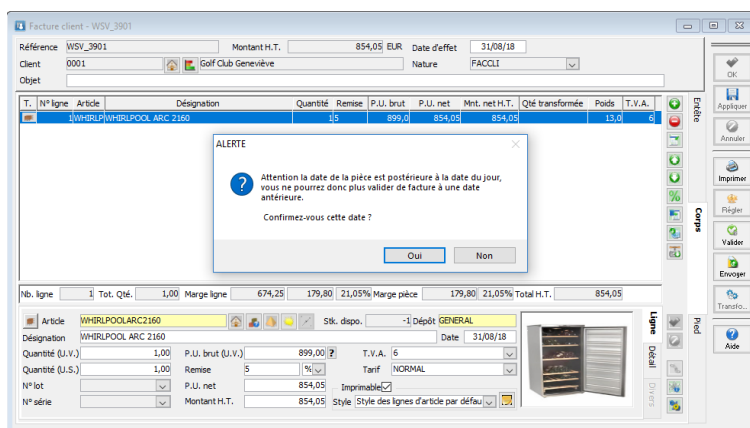 Facture client - WSV_3901
Référence WSV_3901 Montant H.T. 854,05 EUR Date d'effet 31/08/18
Client 0001 Golf Club Geneviève Nature FACCLI
Objet
OK
T. N° ligne Article Désignation Quantité Remise P.U. brut P.U. net Mnt. net H.T. Qté transformée Poids T.V.A.
1 WHIRLP WHIRLPOOL ARC 2160 1 5 899,0 854,05 854,05 13,0 6
Entête
Corps
Pied
Appliquer
Annuler
Imprimer
Régler
Valider
Envoyer
Transfo...
Aide
ALERTE
Attention la date de la pièce est postérieure à la date du jour,
vous ne pourrez donc plus valider de facture à une date
antérieure.
Confirmez-vous cette date ?
Oui Non
Nb. ligne 1 Tot. Qté. 1,00 Marge ligne 674,25 179,80 21,05% Marge pièce 179,80 21,05% Total H.T. 854,05
Article WHIRLPOOLARC2160 Stk. dispo. -1 Dépôt GENERAL
Désignation WHIRLPOOL ARC 2160 Date 31/08/18
Quantité (U.V.) 1,00 P.U. brut (U.V.) 899,00 ? T.V.A. 6
Quantité (U.S.) 1,00 Remise 5 % Tarif NORMAL
N° lot P.U. net 854,05 Imprimable
N° série Montant H.T. 854,05 Style Style des lignes d'article par défau
Ligne
Détail
Divers